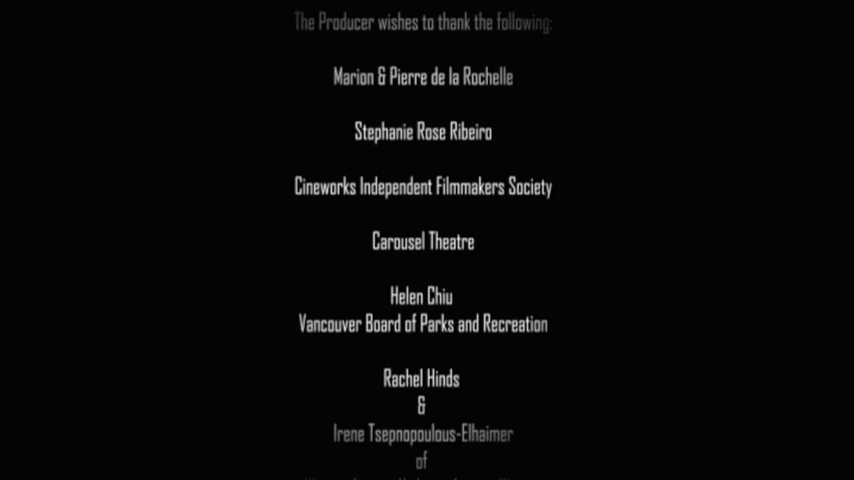 The Producer wishes to thank the following:
Marion & Pierre de la Rochelle
Stephanie Rose Ribeiro
Cineworks Independent Filmmakers Society
Carousel Theatre
Helen Chiu
Vancouver Board of Parks and Recreation
Rachel Hinds
&
Irene Tsepnopoulous-Elhaimer
of